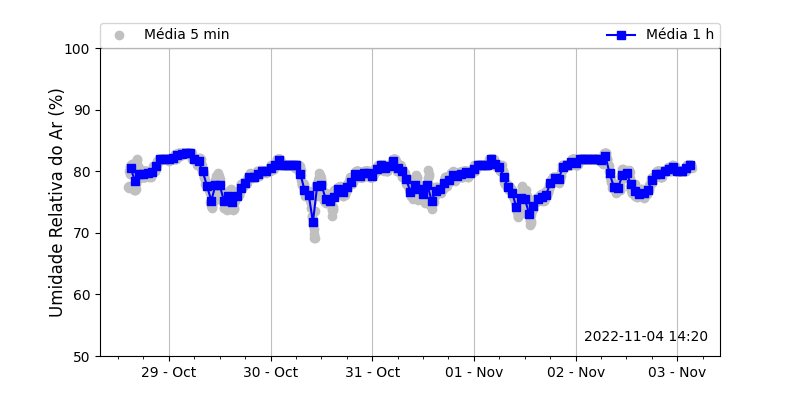 Média 5 min
Média 1 h
Umidade Relativa do Ar (%)
100
90
80
70
60
50
2022-11-04 14:20
29 - Oct
30 - Oct
31 - Oct
01 - Nov
02 - Nov
03 - Nov